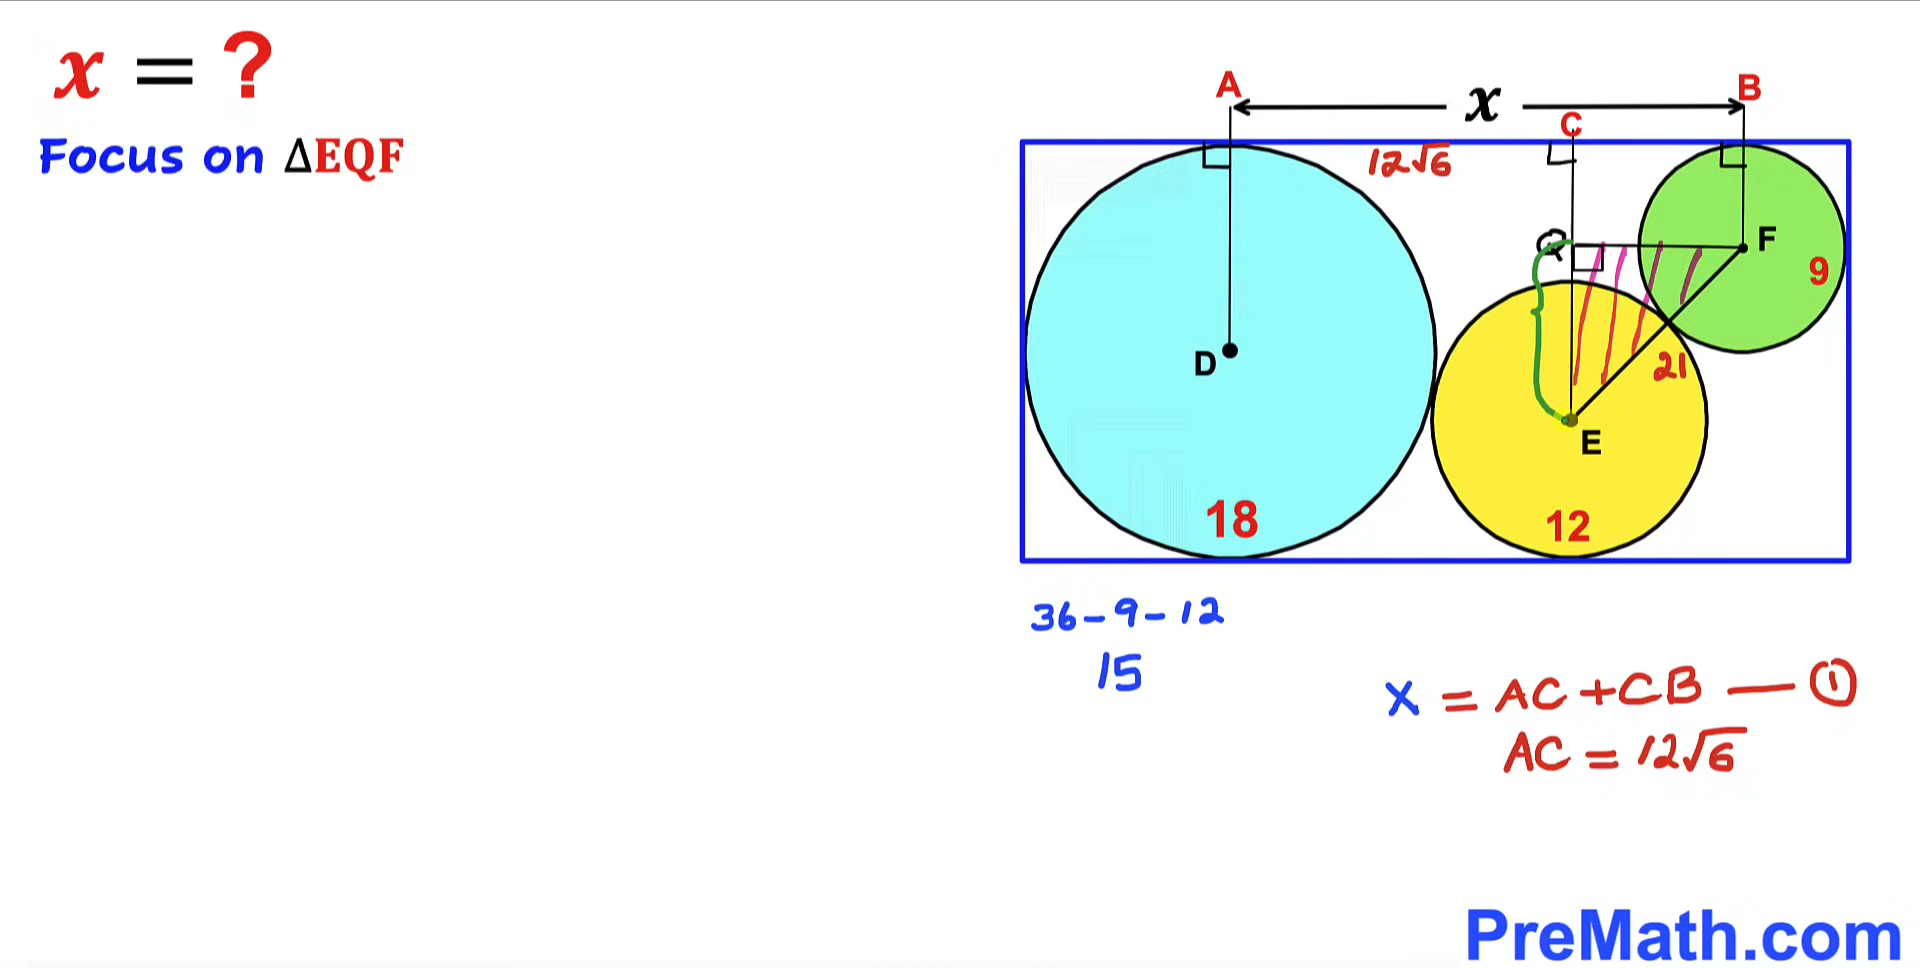 x = ?
Focus on ΔEQF
A
x
B
C
12√6
Q
F
9
D
21
E
18
12
36 - 9 - 12
15
x = AC + CB — ①
AC = 12√6
PreMath.com